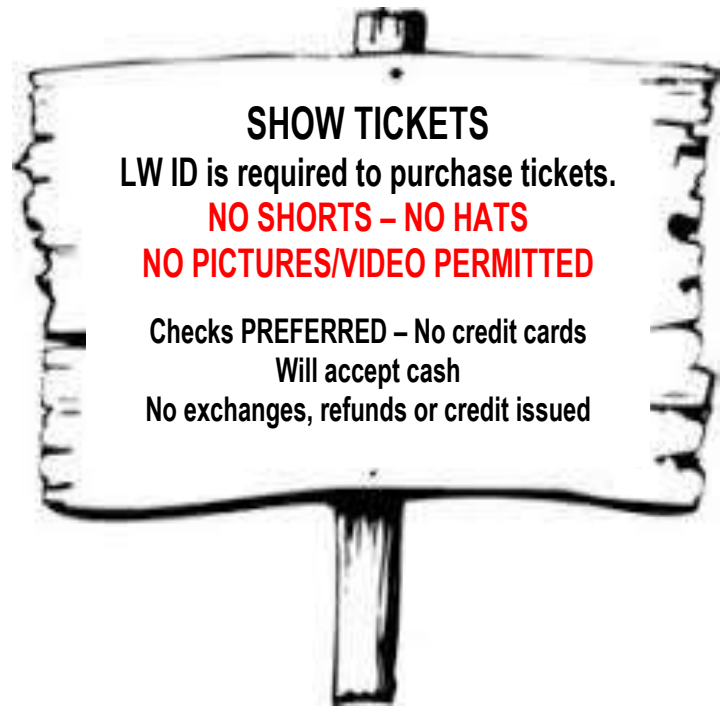 SHOW TICKETS
LW ID is required to purchase tickets.
NO SHORTS – NO HATS
NO PICTURES/VIDEO PERMITTED
Checks PREFERRED – No credit cards
Will accept cash
No exchanges, refunds or credit issued